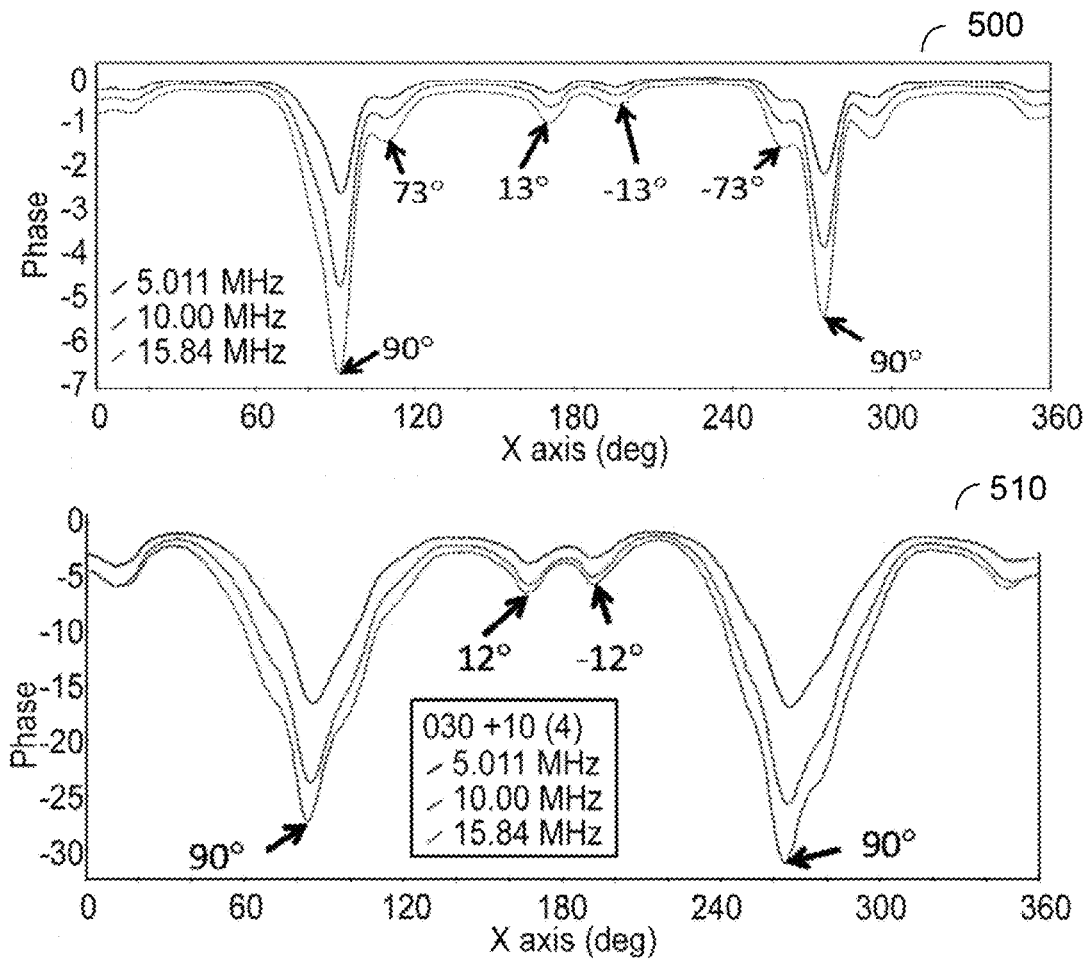 500
0
-1
-2
-3
-4
-5
-6
-7
Phase
73°
13°
-13°
-73°
5.011 MHz
10.00 MHz
15.84 MHz
90°
90°
0 60 120 180 240 300 360
X axis (deg)
510
0
-5
-10
-15
-20
-25
-30
Phase
12°
-12°
030 +10 (4)
5.011 MHz
10.00 MHz
15.84 MHz
90°
90°
0 60 120 180 240 300 360
X axis (deg)